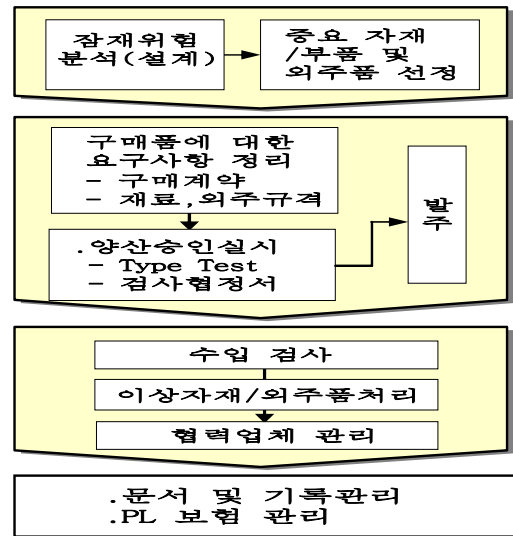 잠재위험
분석(설계)
중요 자재
/부품 및
외주품 선정
구매품에 대한
요구사항 정리
- 구매계약
- 재료,외주규격
.양산승인실시
- Type Test
- 검사협정서
발
주
수입 검사
이상자재/외주품처리
협력업체 관리
.문서 및 기록관리
.PL 보험 관리